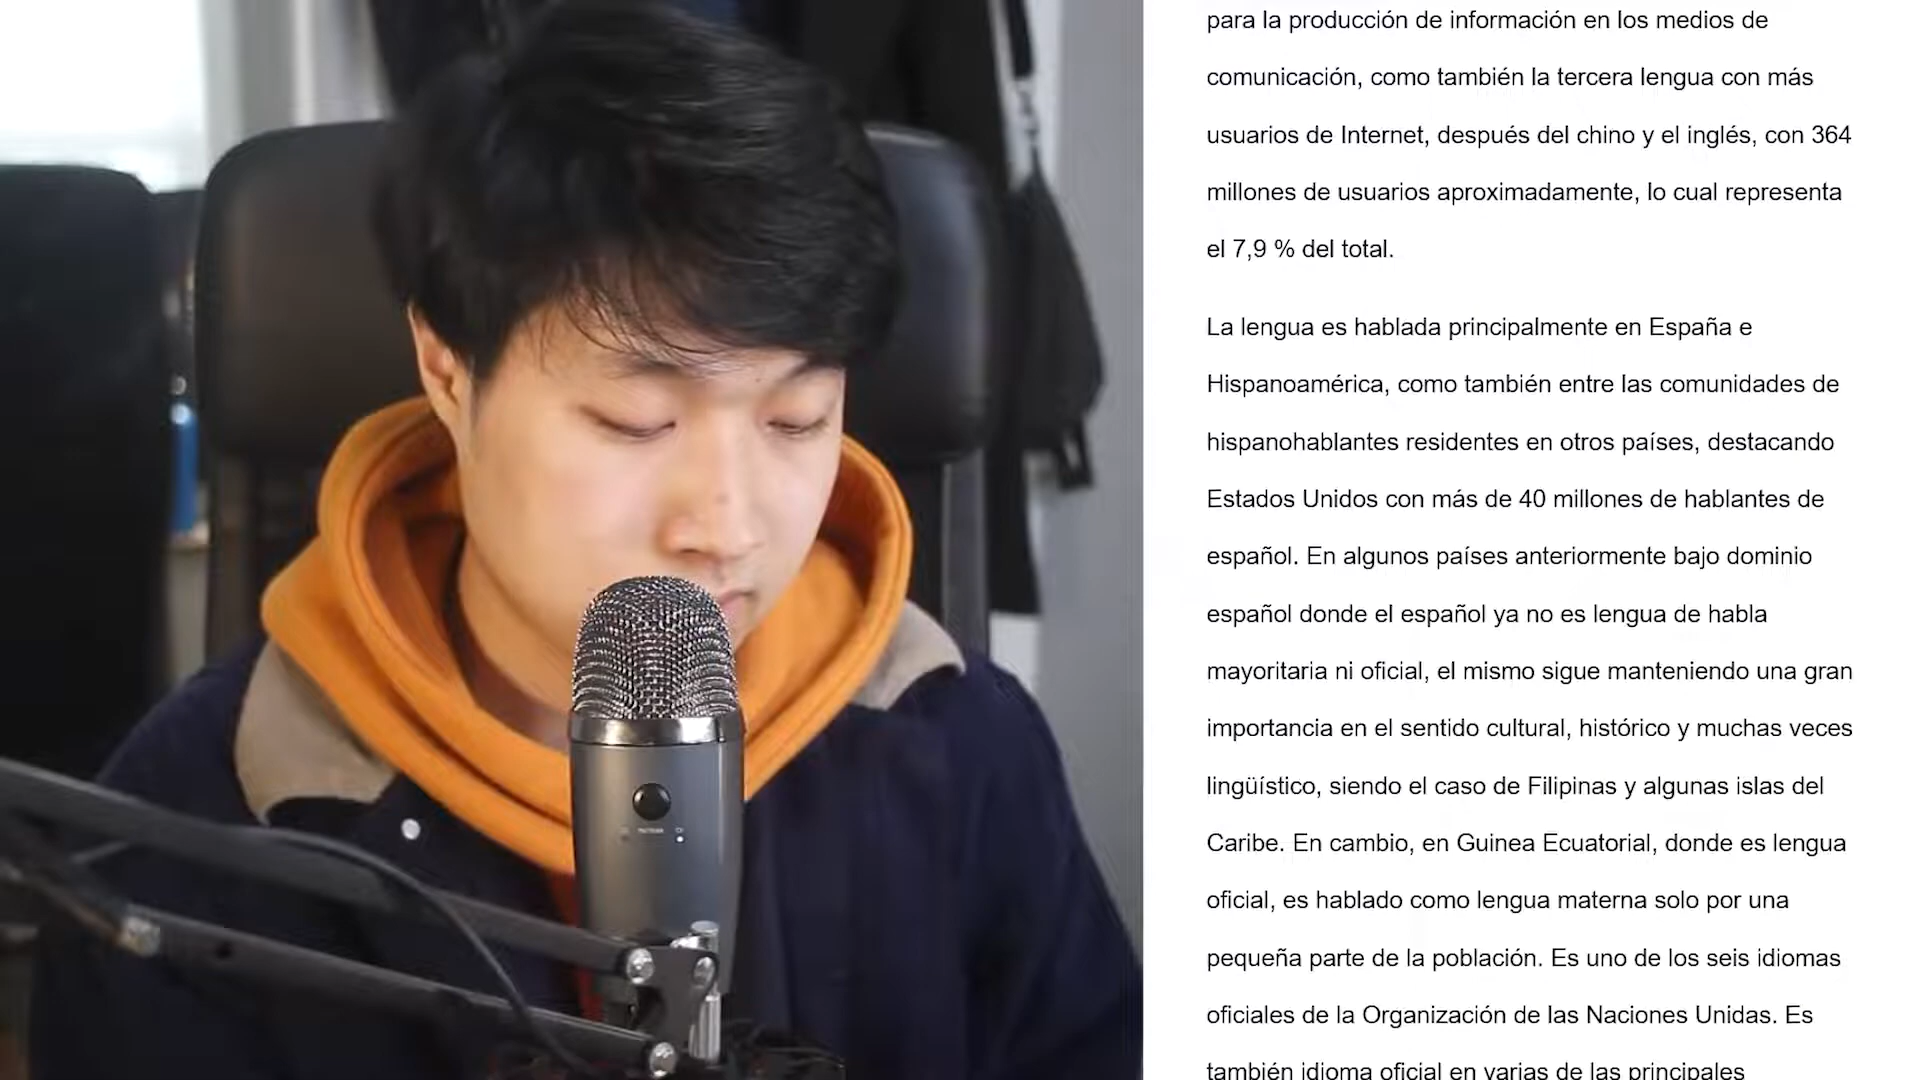 para la producción de información en los medios de
comunicación, como también la tercera lengua con más
usuarios de Internet, después del chino y el inglés, con 364
millones de usuarios aproximadamente, lo cual representa
el 7,9 % del total.
La lengua es hablada principalmente en España e
Hispanoamérica, como también entre las comunidades de
hispanohablantes residentes en otros países, destacando
Estados Unidos con más de 40 millones de hablantes de
español. En algunos países anteriormente bajo dominio
español donde el español ya no es lengua de habla
mayoritaria ni oficial, el mismo sigue manteniendo una gran
importancia en el sentido cultural, histórico y muchas veces
lingüístico, siendo el caso de Filipinas y algunas islas del
Caribe. En cambio, en Guinea Ecuatorial, donde es lengua
oficial, es hablado como lengua materna solo por una
pequeña parte de la población. Es uno de los seis idiomas
oficiales de la Organización de las Naciones Unidas. Es
también idioma oficial en varias de las principales